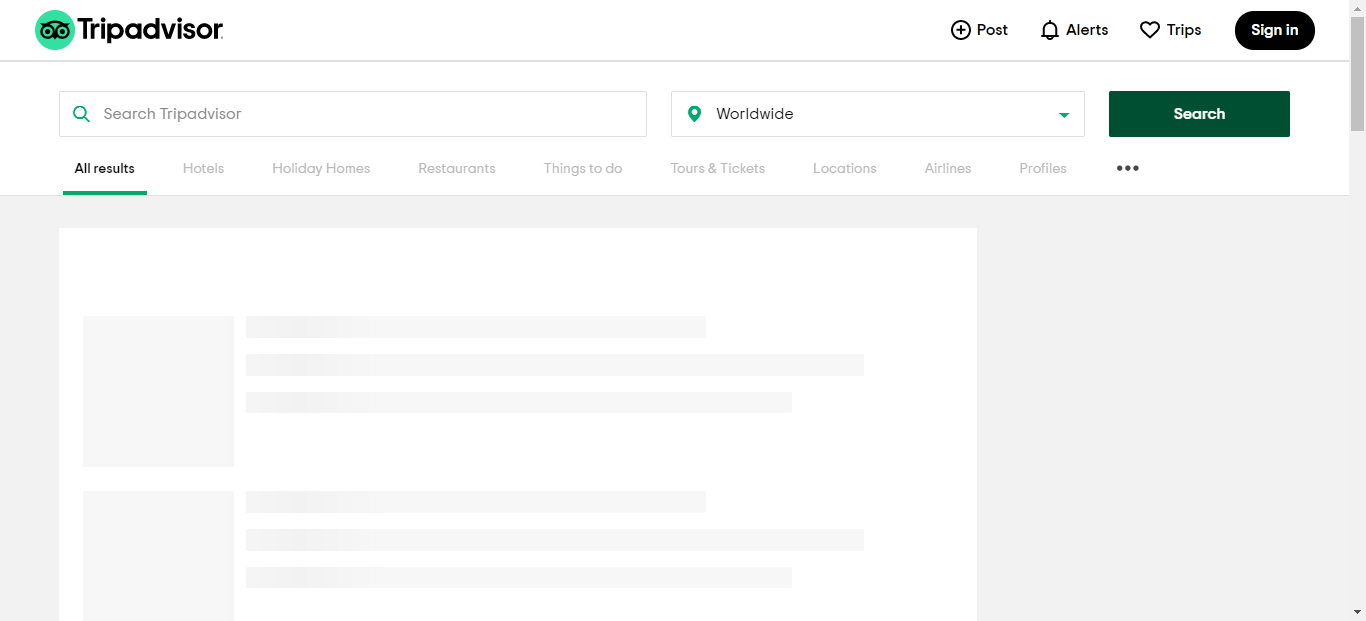 Tripadvisor
Post
Alerts
Trips
Sign in
Search Tripadvisor
Worldwide
Search
All results
Hotels
Holiday Homes
Restaurants
Things to do
Tours & Tickets
Locations
Airlines
Profiles